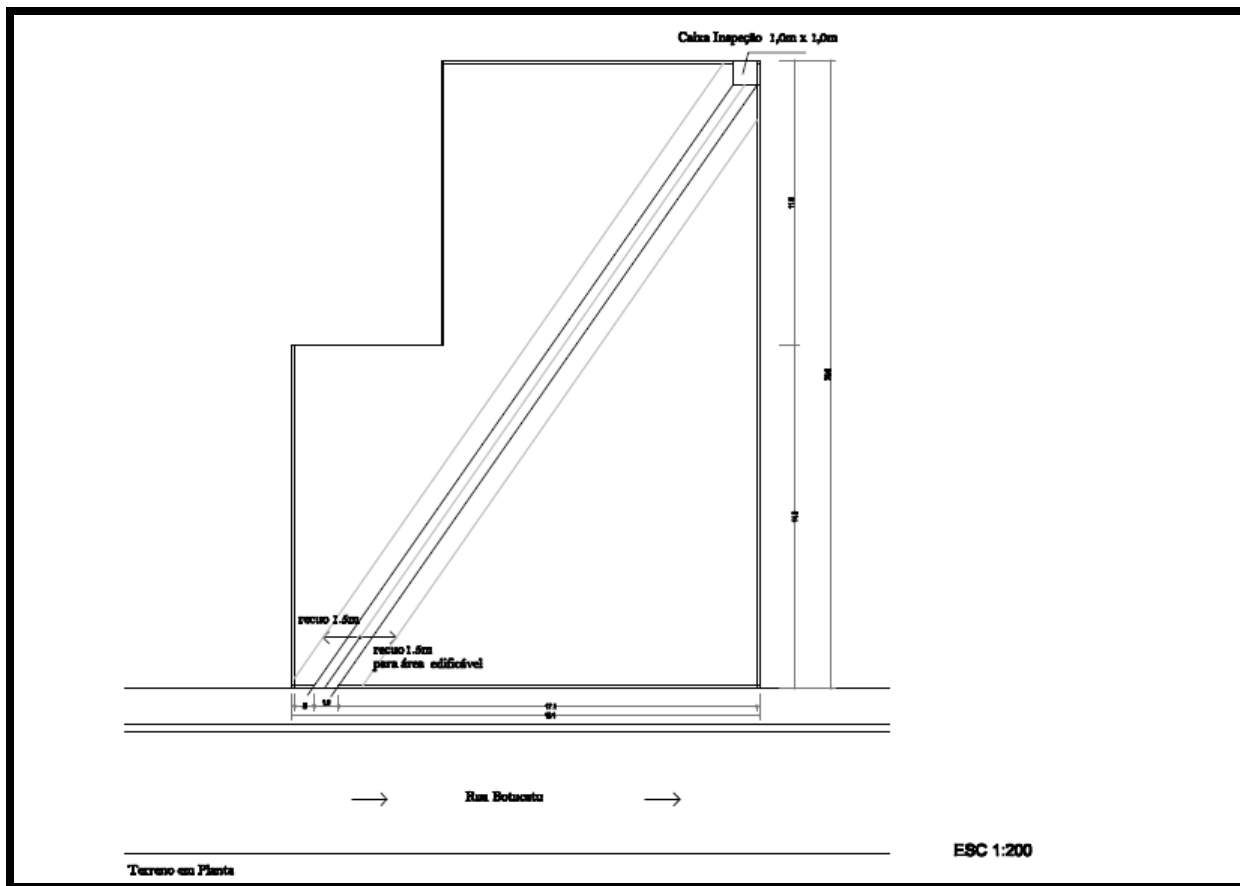 Caixa Inspeção 1,0m x 1,0m
recuo 1.5m
recuo 1.5m
para área edificável
Rua Botucatu
ESC 1:200
Terreno em Planta